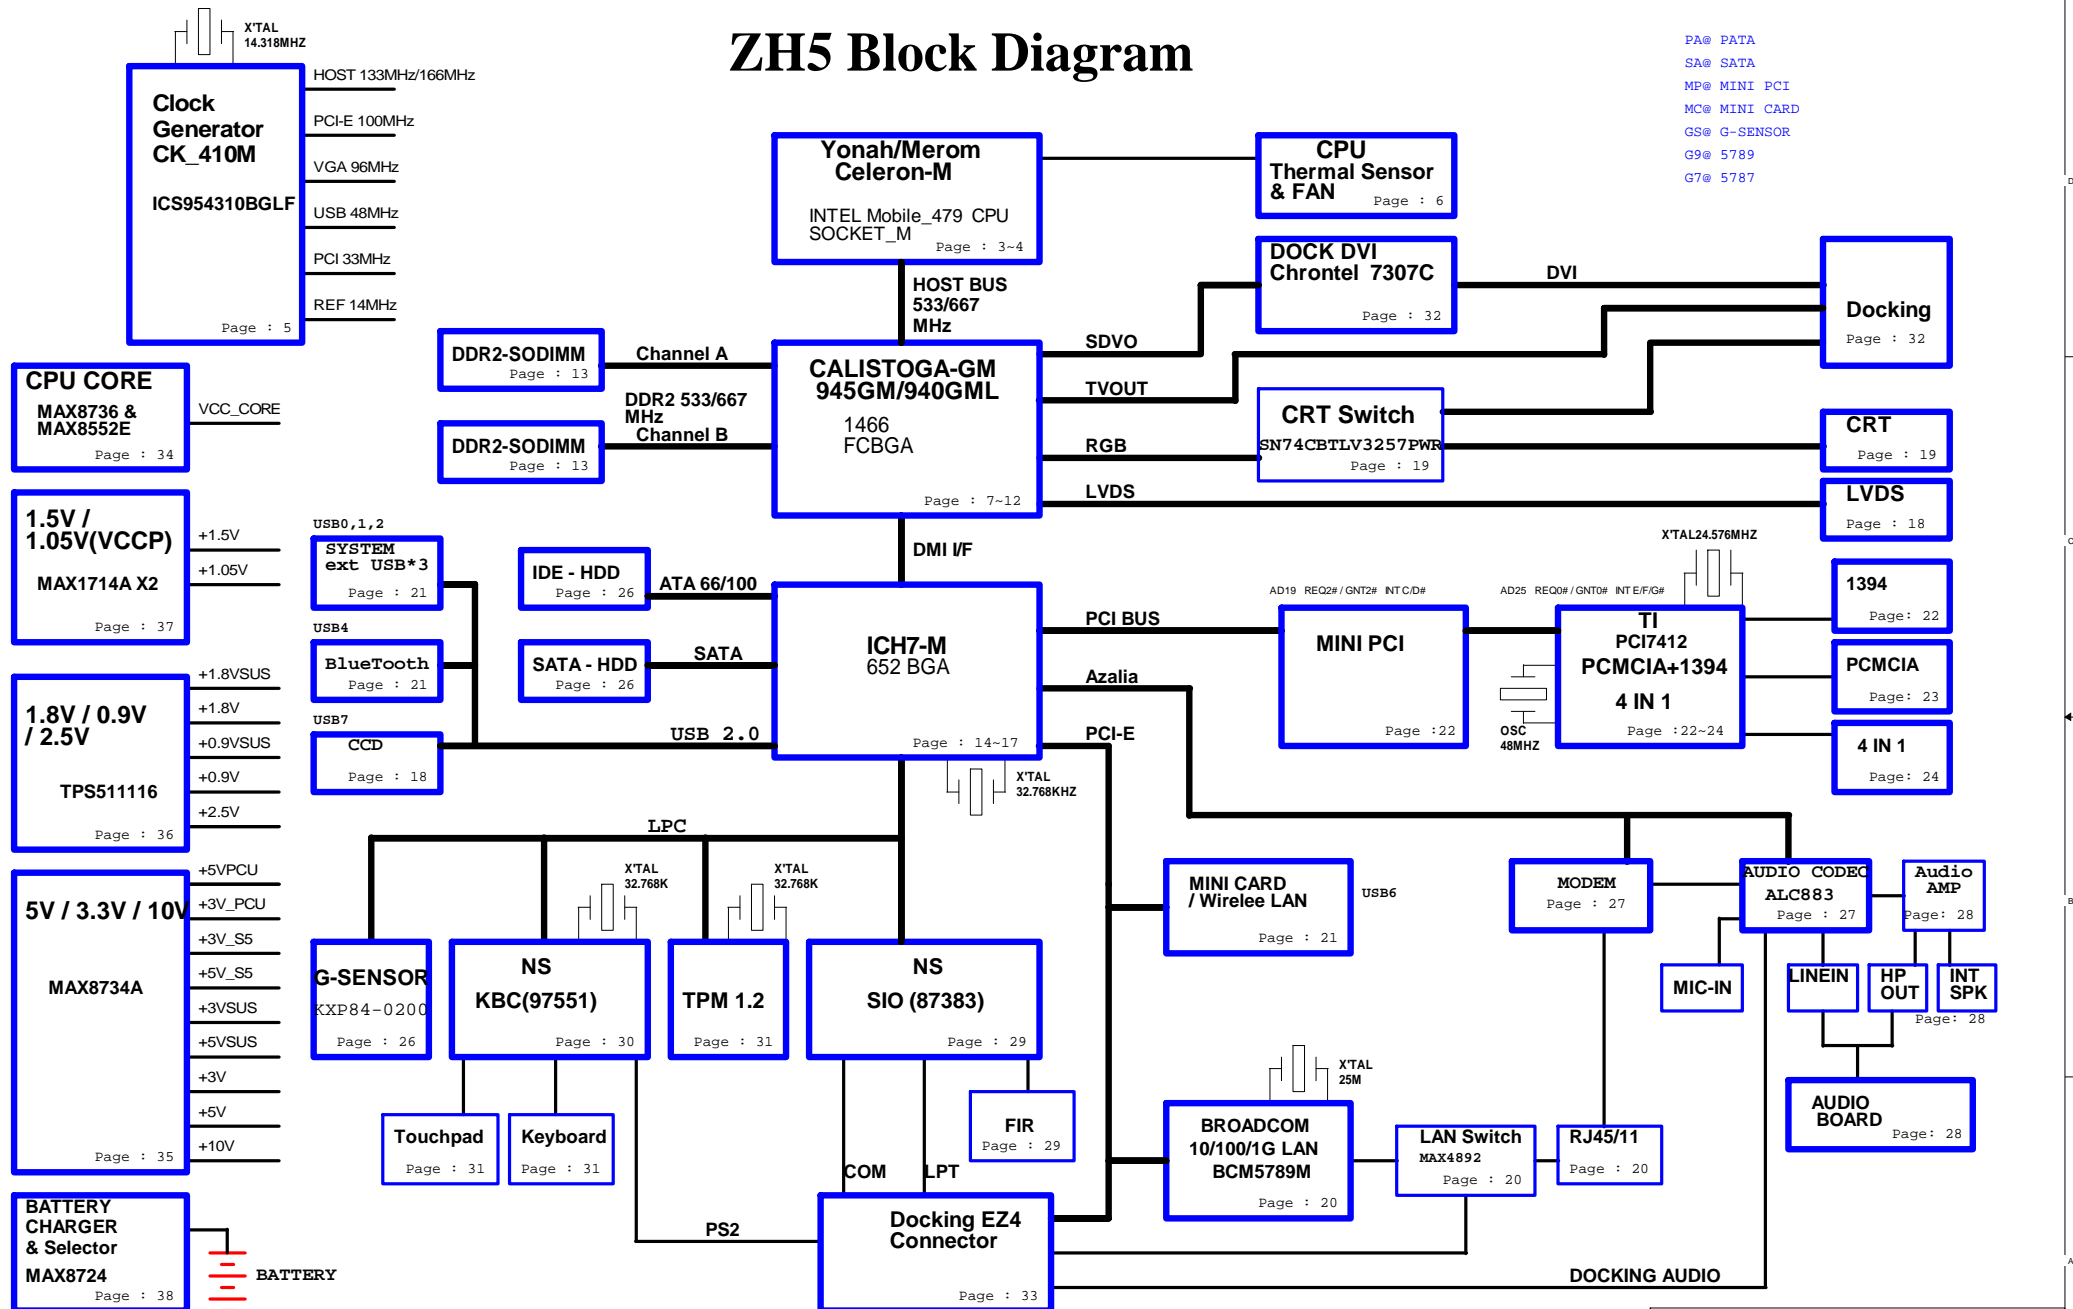 ZH5 Block Diagram
X'TAL
14.318MHZ
PA@ PATA
SA@ SATA
MP@ MINI PCI
MC@ MINI CARD
GS@ G-SENSOR
G9@ 5789
G7@ 5787
Clock
Generator
CK_410M
ICS954310BGLF
Page : 5
HOST 133MHz/166MHz
PCI-E 100MHz
VGA 96MHz
USB 48MHz
PCI 33MHz
REF 14MHz
Yonah/Merom
Celeron-M
INTEL Mobile_479 CPU
SOCKET_M
Page : 3~4
CPU
Thermal Sensor
& FAN
Page : 6
HOST BUS
533/667
MHz
DOCK DVI
Chrontel 7307C
Page : 32
DVI
Docking
Page : 32
DDR2-SODIMM
Page : 13
Channel A
DDR2 533/667
MHz
Channel B
DDR2-SODIMM
Page : 13
CALISTOGA-GM
945GM/940GML
1466
FCBGA
Page : 7~12
SDVO
TVOUT
RGB
LVDS
CRT Switch
SN74CBTLV3257PWR
Page : 19
CRT
Page : 19
LVDS
Page : 18
CPU CORE
MAX8736 &
MAX8552E
Page : 34
VCC_CORE
1.5V /
1.05V(VCCP)
MAX1714A X2
Page : 37
+1.5V
+1.05V
1.8V / 0.9V
/ 2.5V
TPS511116
Page : 36
+1.8VSUS
+1.8V
+0.9VSUS
+0.9V
+2.5V
5V / 3.3V / 10V
MAX8734A
Page : 35
+5VPCU
+3V_PCU
+3V_S5
+5V_S5
+3VSUS
+5VSUS
+3V
+5V
+10V
BATTERY
CHARGER
& Selector
MAX8724
Page : 38
BATTERY
USB0,1,2
SYSTEM
ext USB*3
Page : 21
USB4
BlueTooth
Page : 21
USB7
CCD
Page : 18
IDE - HDD
Page : 26
ATA 66/100
SATA - HDD
Page : 26
SATA
USB 2.0
DMI I/F
ICH7-M
652 BGA
Page : 14~17
X'TAL
32.768KHZ
PCI BUS
Azalia
PCI-E
AD19 REQ2# / GNT2# INT C/D#
MINI PCI
Page :22
AD25 REQ0# / GNT0# INT E/F/G#
X'TAL24.576MHZ
TI
PCI7412
PCMCIA+1394
4 IN 1
Page :22~24
OSC
48MHZ
1394
Page: 22
PCMCIA
Page: 23
4 IN 1
Page: 24
LPC
X'TAL
32.768K
X'TAL
32.768K
G-SENSOR
KXP84-0200
Page : 26
NS
KBC(97551)
Page : 30
TPM 1.2
Page : 31
NS
SIO (87383)
Page : 29
Touchpad
Page : 31
Keyboard
Page : 31
FIR
Page : 29
COM
LPT
PS2
Docking EZ4
Connector
Page : 33
MINI CARD
/ Wirelee LAN
Page : 21
USB6
X'TAL
25M
BROADCOM
10/100/1G LAN
BCM5789M
Page : 20
LAN Switch
MAX4892
Page : 20
RJ45/11
Page : 20
MODEM
Page : 27
AUDIO CODEC
ALC883
Page : 27
Audio
AMP
Page: 28
MIC-IN
LINEIN
HP
OUT
INT
SPK
Page: 28
AUDIO
BOARD
Page: 28
DOCKING AUDIO
D
C
B
A